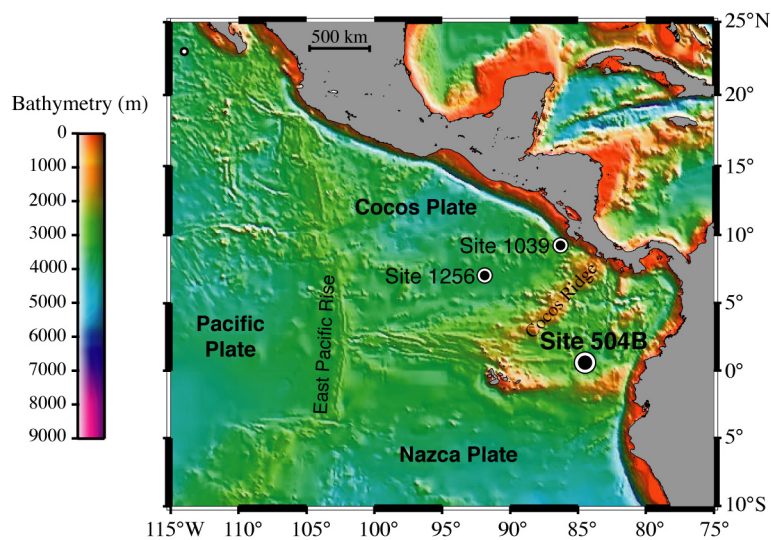 500 km
25°N
20°
15°
10°
5°
0°
5°
10°S
Bathymetry (m)
0
1000
2000
3000
4000
5000
6000
7000
8000
9000
Cocos Plate
Site 1039
Site 1256
Cocos Ridge
East Pacific Rise
Pacific
Plate
Site 504B
Nazca Plate
115°W 110° 105° 100° 95° 90° 85° 80° 75°